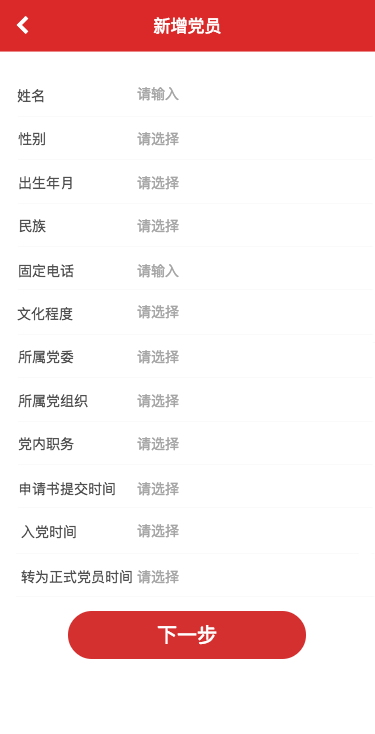 新增党员
姓名 请输入
性别 请选择
出生年月 请选择
民族 请选择
固定电话 请输入
文化程度 请选择
所属党委 请选择
所属党组织 请选择
党内职务 请选择
申请书提交时间 请选择
入党时间 请选择
转为正式党员时间 请选择
下一步